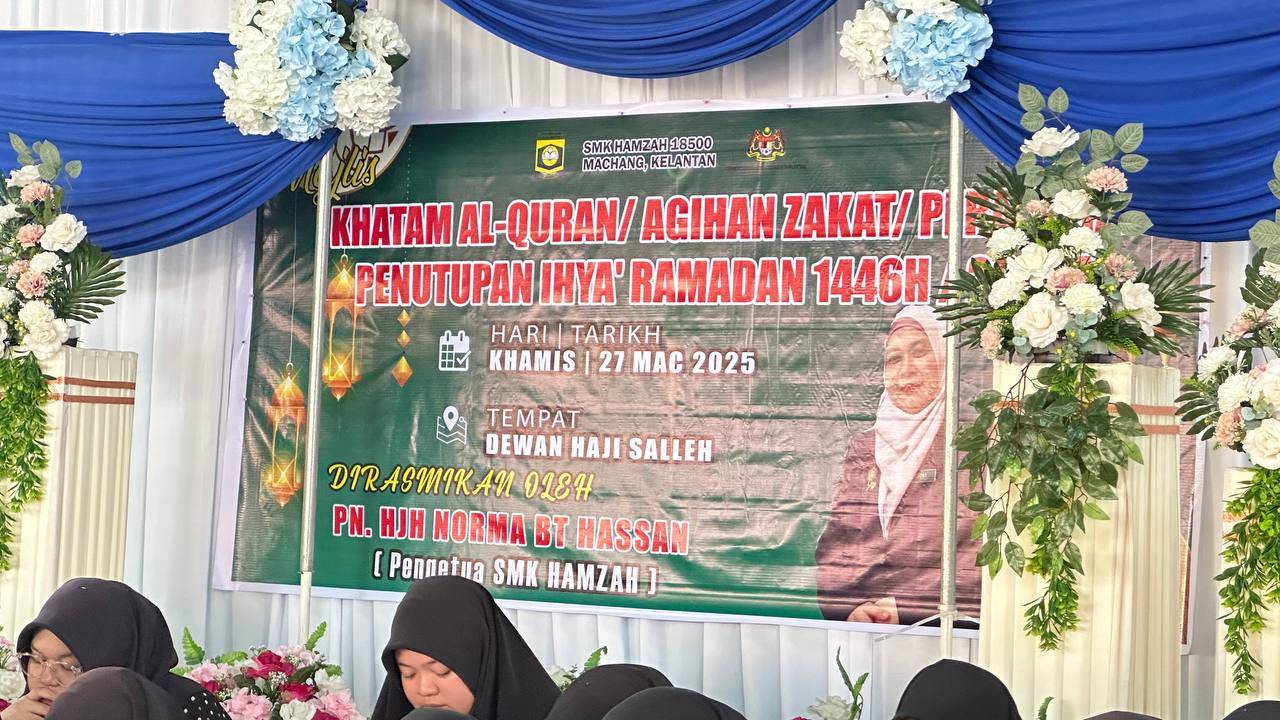 Majlis
SMK HAMZAH 18500
MACHANG, KELANTAN
KHATAM AL-QURAN/ AGIHAN ZAKAT/
PENUTUPAN IHYA' RAMADAN 1446H
HARI | TARIKH
KHAMIS | 27 MAC 2025
TEMPAT
DEWAN HAJI SALLEH
DIRASMIKAN OLEH
PN. HJH NORMA BT HASSAN
( Pengetua SMK HAMZAH )